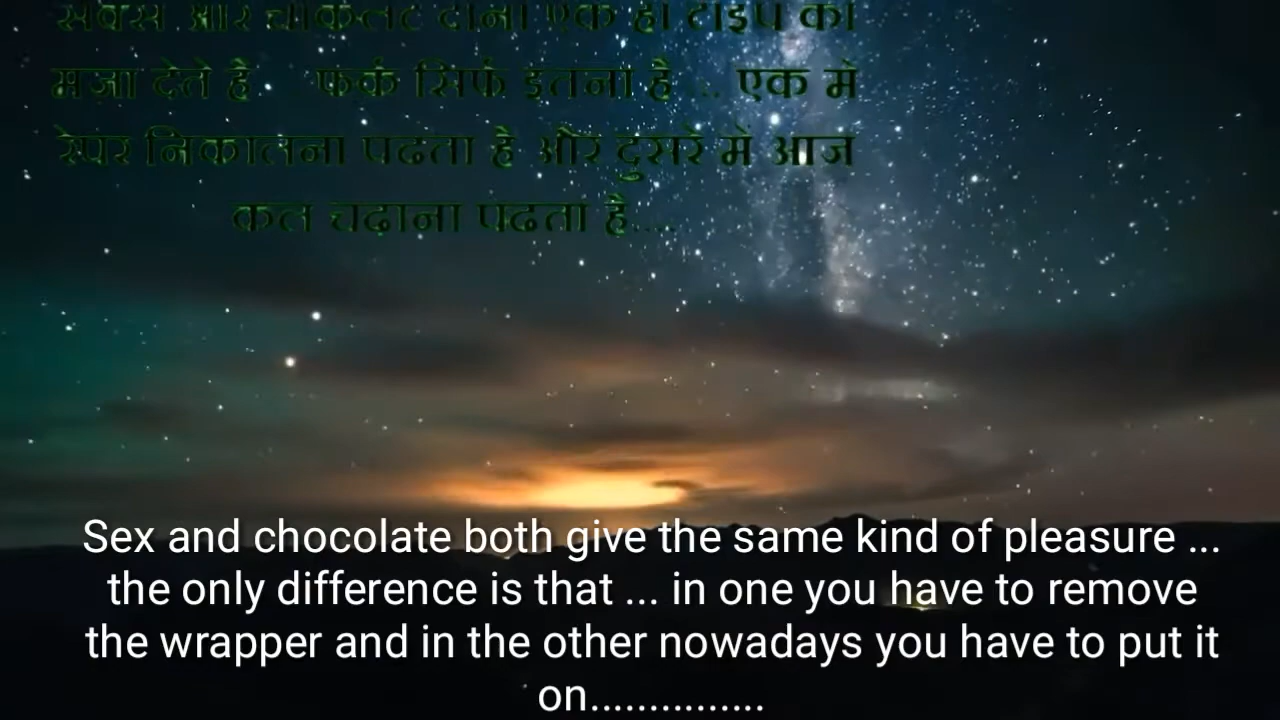 सेक्स और चोकलेट दोनो एक ही टाइप का
मज़ा देते है... फर्क सिर्फ इतना है... एक मे
रेपर निकालना पढता है और दुसरे मे आज
कल चढ़ाना पढता है....
Sex and chocolate both give the same kind of pleasure ...
the only difference is that ... in one you have to remove
the wrapper and in the other nowadays you have to put it
on...............